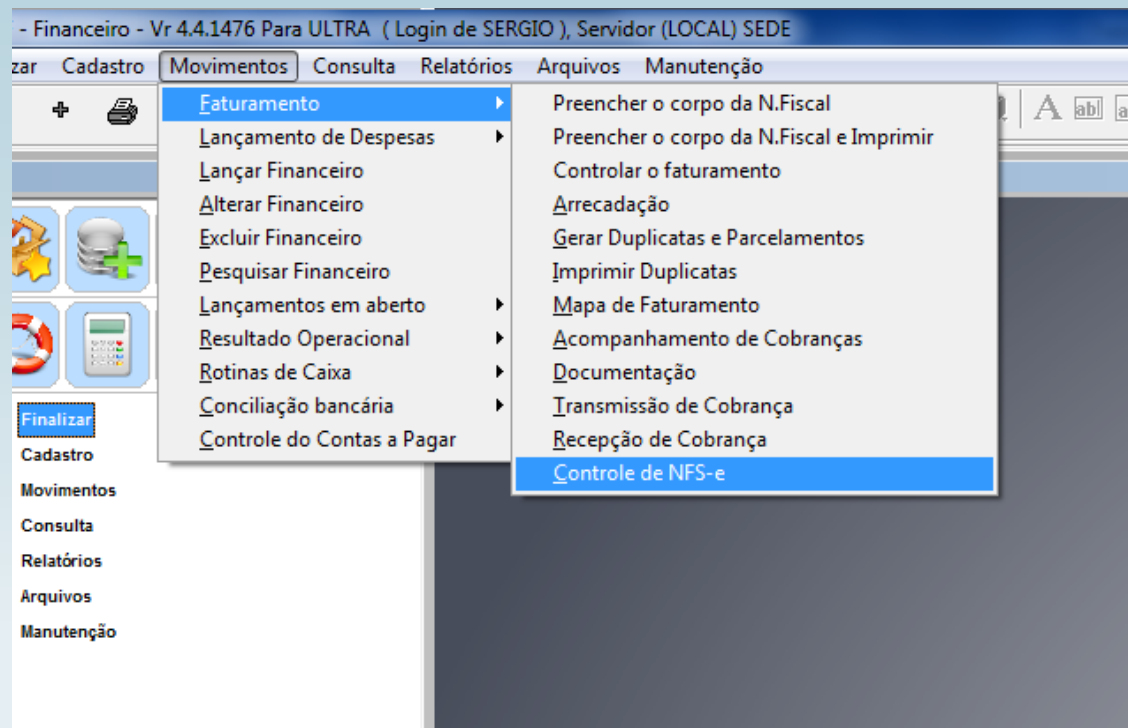 - Financeiro - Vr 4.4.1476 Para ULTRA ( Login de SERGIO ), Servidor (LOCAL) SEDE
zar Cadastro Movimentos Consulta Relatórios Arquivos Manutenção
A ab| a
Faturamento
Lançamento de Despesas
Lançar Financeiro
Alterar Financeiro
Excluir Financeiro
Pesquisar Financeiro
Lançamentos em aberto
Resultado Operacional
Rotinas de Caixa
Conciliação bancária
Controle do Contas a Pagar
Preencher o corpo da N.Fiscal
Preencher o corpo da N.Fiscal e Imprimir
Controlar o faturamento
Arrecadação
Gerar Duplicatas e Parcelamentos
Imprimir Duplicatas
Mapa de Faturamento
Acompanhamento de Cobranças
Documentação
Transmissão de Cobrança
Recepção de Cobrança
Controle de NFS-e
Finalizar
Cadastro
Movimentos
Consulta
Relatórios
Arquivos
Manutenção